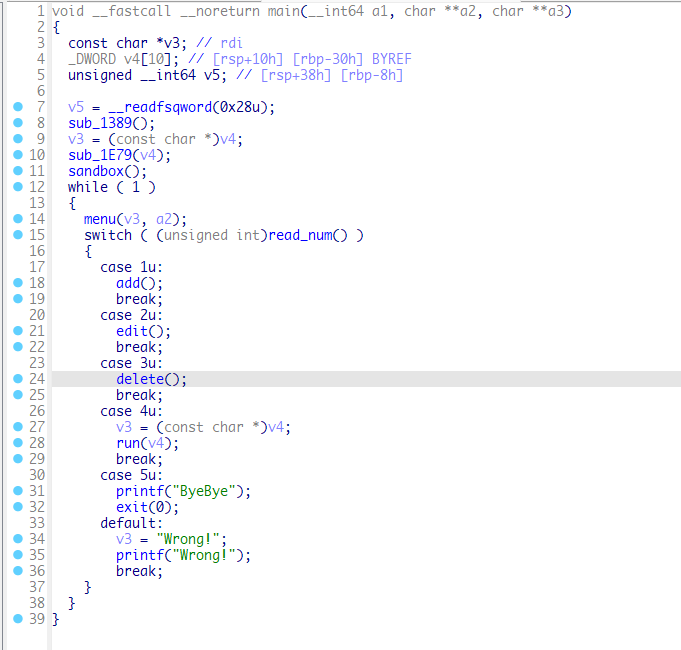 1 void __fastcall __noreturn main(__int64 a1, char **a2, char **a3)
2 {
3   const char *v3; // rdi
4   _DWORD v4[10]; // [rsp+10h] [rbp-30h] BYREF
5   unsigned __int64 v5; // [rsp+38h] [rbp-8h]
6
7   v5 = __readfsqword(0x28u);
8   sub_1389();
9   v3 = (const char *)v4;
10   sub_1E79(v4);
11   sandbox();
12   while ( 1 )
13   {
14     menu(v3, a2);
15     switch ( (unsigned int)read_num() )
16     {
17       case 1u:
18         add();
19         break;
20       case 2u:
21         edit();
22         break;
23       case 3u:
24         delete();
25         break;
26       case 4u:
27         v3 = (const char *)v4;
28         run(v4);
29         break;
30       case 5u:
31         printf("ByeBye");
32         exit(0);
33       default:
34         v3 = "Wrong!";
35         printf("Wrong!");
36         break;
37     }
38   }
39 }